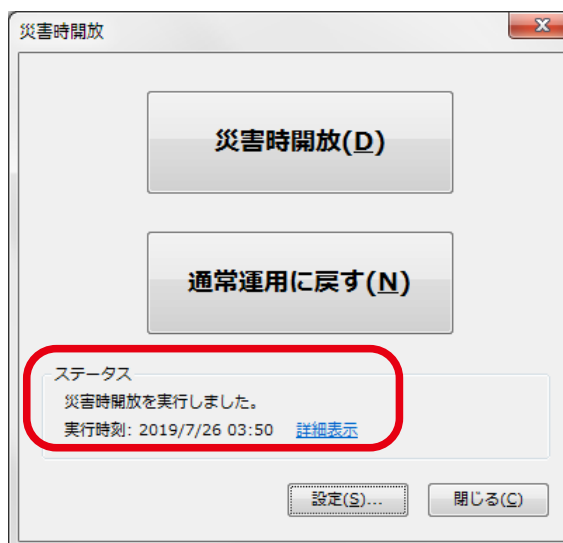 災害時開放
災害時開放(D)
通常運用に戻す(N)
ステータス
災害時開放を実行しました。
実行時刻: 2019/7/26 03:50 詳細表示
設定(S)... 閉じる(C)